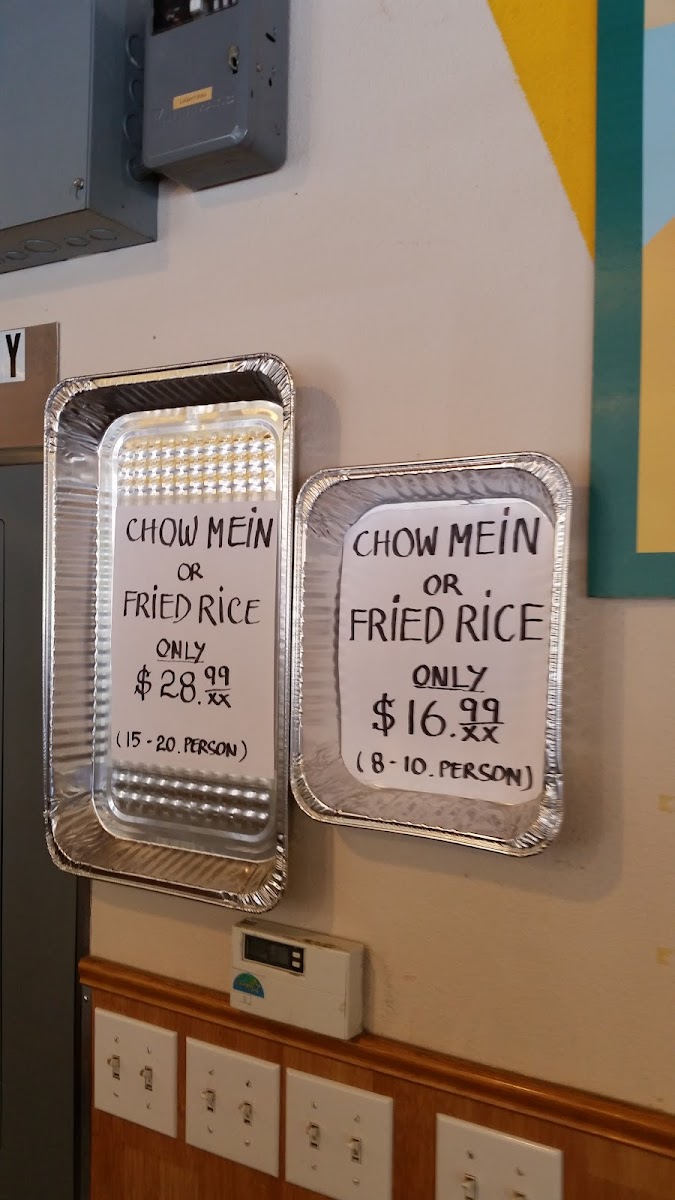 Y
CHOW MEIN
OR
FRIED RICE
ONLY
$ 28.99/xx
(15 - 20. PERSON)
CHOW MEIN
OR
FRIED RICE
ONLY
$ 16.99/xx
(8 - 10. PERSON)